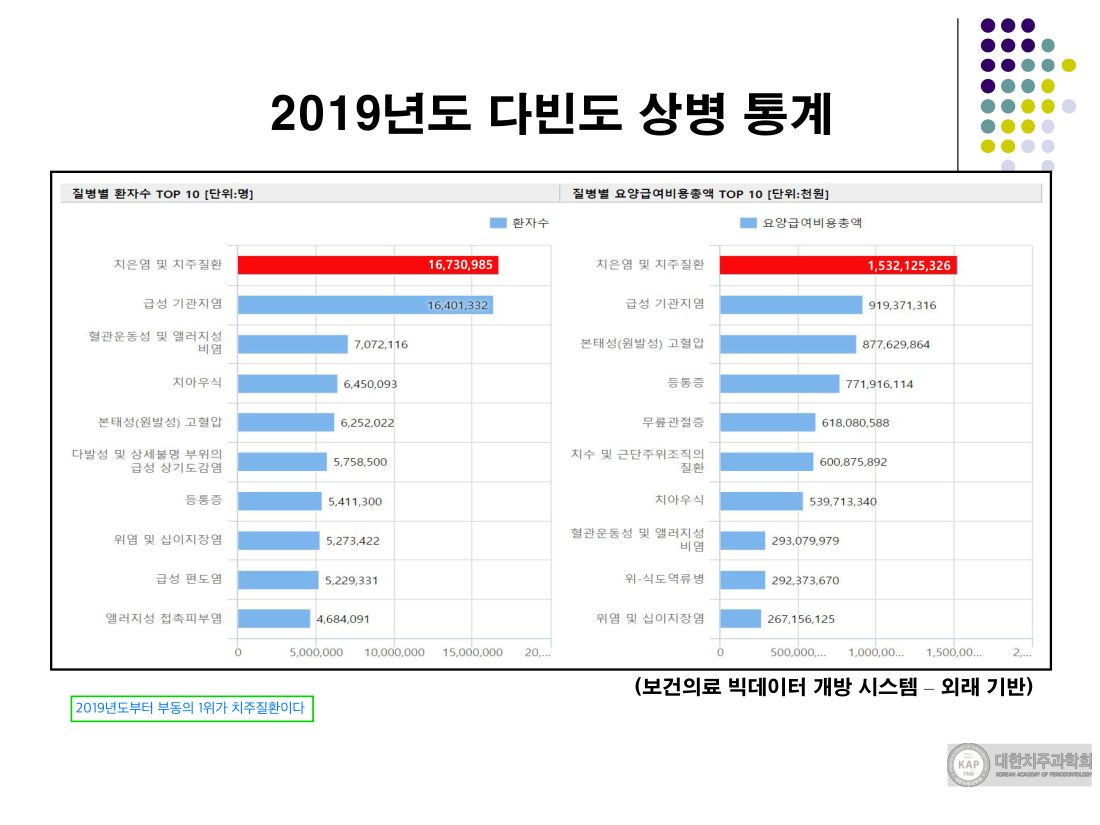 2019년도 다빈도 상병 통계
질병별 환자수 TOP 10 [단위:명]
환자수
치은염 및 치주질환 16,730,985
급성 기관지염 16,401,332
혈관운동성 및 앨러지성
비염 7,072,116
치아우식 6,450,093
본태성(원발성) 고혈압 6,252,022
다발성 및 상세불명 부위의
급성 상기도감염 5,758,500
등통증 5,411,300
위염 및 십이지장염 5,273,422
급성 편도염 5,229,331
앨러지성 접촉피부염 4,684,091
0 5,000,000 10,000,000 15,000,000 20,...
질병별 요양급여비용총액 TOP 10 [단위:천원]
요양급여비용총액
치은염 및 치주질환 1,532,125,326
급성 기관지염 919,371,316
본태성(원발성) 고혈압 877,629,864
등통증 771,916,114
무릎관절증 618,080,588
치수 및 근단주위조직의
질환 600,875,892
치아우식 539,713,340
혈관운동성 및 앨러지성
비염 293,079,979
위-식도역류병 292,373,670
위염 및 십이지장염 267,156,125
0 500,000,... 1,000,00... 1,500,00... 2,...
(보건의료 빅데이터 개방 시스템 – 외래 기반)
2019년도부터 부동의 1위가 치주질환이다
KAP
1960
대한치주과학회
KOREAN ACADEMY OF PERIODONTOLOGY